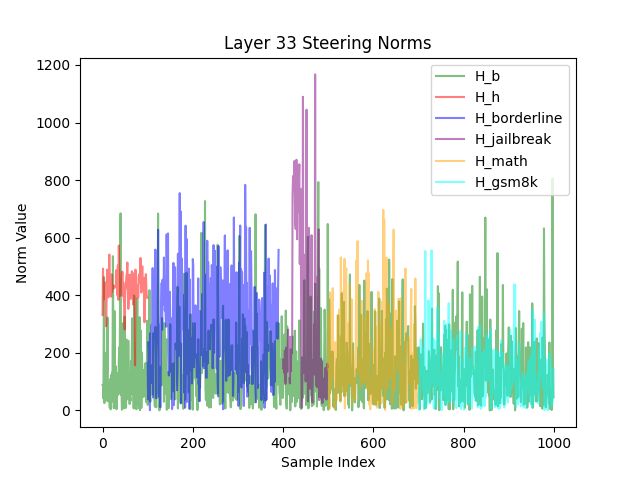 Layer 33 Steering Norms
Norm Value
1200
1000
800
600
400
200
0
H_b
H_h
H_borderline
H_jailbreak
H_math
H_gsm8k
0 200 400 600 800 1000
Sample Index